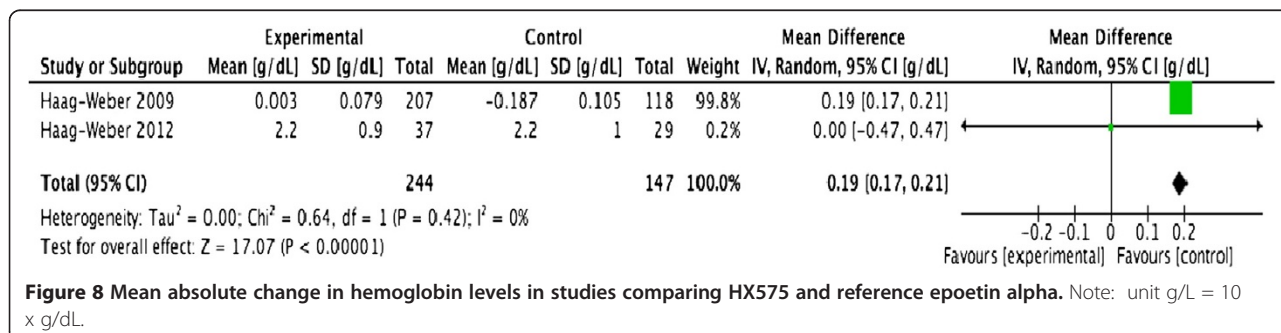 Experimental Control Mean Difference Mean Difference
Study or Subgroup Mean [g/dL] SD [g/dL] Total Mean [g/dL] SD [g/dL] Total Weight IV, Random, 95% CI [g/dL] IV, Random, 95% CI [g/dL]
Haag-Weber 2009 0.003 0.079 207 -0.187 0.105 118 99.8% 0.19 [0.17, 0.21]
Haag-Weber 2012 2.2 0.9 37 2.2 1 29 0.2% 0.00 [-0.47, 0.47]
Total (95% CI) 244 147 100.0% 0.19 [0.17, 0.21]
Heterogeneity: Tau² = 0.00; Chi² = 0.64, df = 1 (P = 0.42); I² = 0%
Test for overall effect: Z = 17.07 (P < 0.00001)
-0.2 -0.1 0 0.1 0.2
Favours [experimental] Favours [control]
Figure 8 Mean absolute change in hemoglobin levels in studies comparing HX575 and reference epoetin alpha. Note: unit g/L = 10
x g/dL.